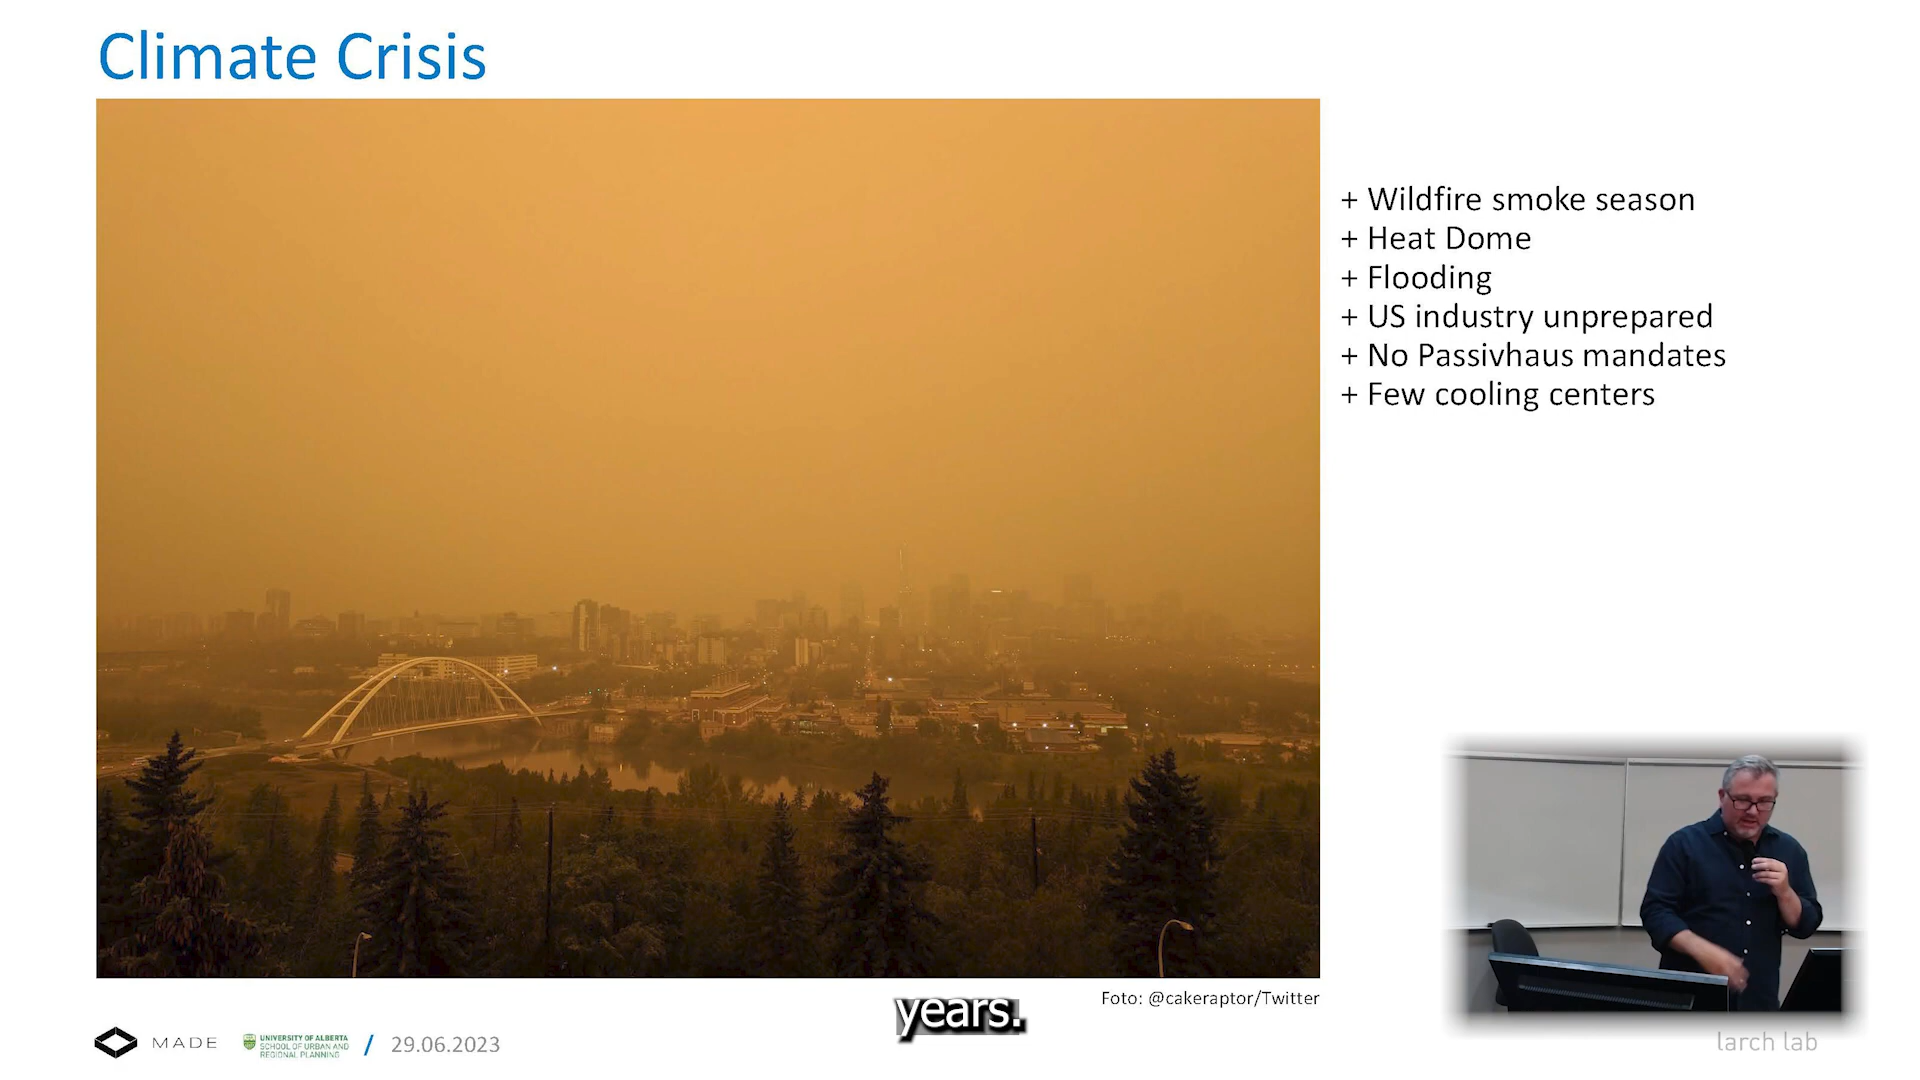 Climate Crisis
+ Wildfire smoke season
+ Heat Dome
+ Flooding
+ US industry unprepared
+ No Passivhaus mandates
+ Few cooling centers
Foto: @cakeraptor/Twitter
years.
MADE
UNIVERSITY OF ALBERTA
SCHOOL OF URBAN AND
REGIONAL PLANNING
/ 29.06.2023
larch lab